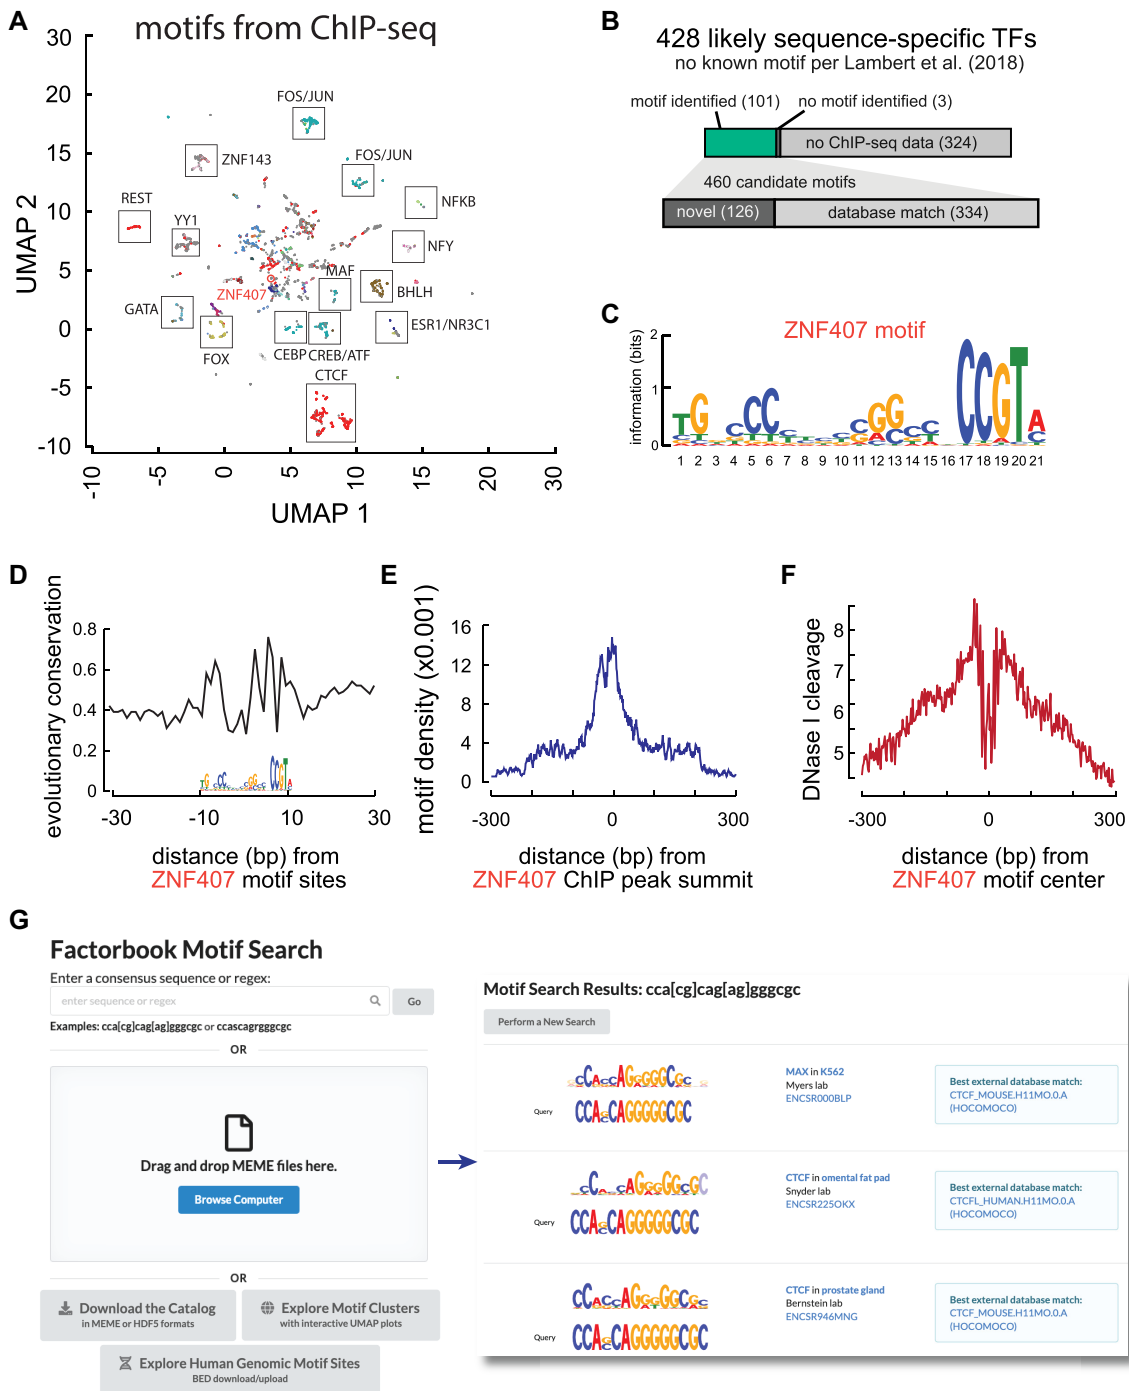 A
motifs from ChIP-seq
30
20
15
10
5
0
-5
-10
UMAP 2
-10
0
5
10
15
20
30
UMAP 1
FOS/JUN
ZNF143
FOS/JUN
REST
NFKB
YY1
NFY
MAF
ZNF407
BHLH
GATA
ESR1/NR3C1
FOX
CEBP
CREB/ATF
CTCF
B
428 likely sequence-specific TFs
no known motif per Lambert et al. (2018)
motif identified (101)
no motif identified (3)
no ChIP-seq data (324)
460 candidate motifs
novel (126)
database match (334)
C
ZNF407 motif
information (bits)
2
1
0
1 2 3 4 5 6 7 8 9 10 11 12 13 14 15 16 17 18 19 20 21
D
evolutionary conservation
0.8
0.6
0.4
0.2
0
-30
-10
10
30
distance (bp) from
ZNF407 motif sites
E
motif density (x0.001)
16
12
8
4
0
-300
0
300
distance (bp) from
ZNF407 ChIP peak summit
F
DNase I cleavage
8
7
6
5
-300
0
300
distance (bp) from
ZNF407 motif center
G
Factorbook Motif Search
Enter a consensus sequence or regex:
enter sequence or regex
Go
Examples: cca[cg]cag[ag]gggcgc or ccascagrgggcgc
OR
Drag and drop MEME files here.
Browse Computer
OR
Download the Catalog
in MEME or HDF5 formats
Explore Motif Clusters
with interactive UMAP plots
Explore Human Genomic Motif Sites
BED download/upload
Motif Search Results: cca[cg]cag[ag]gggcgc
Perform a New Search
Query
MAX in K562
Myers lab
ENCSR000BLP
Best external database match:
CTCF_MOUSE.H11MO.0.A
(HOCOMOCO)
Query
CTCF in omental fat pad
Snyder lab
ENCSR225OKX
Best external database match:
CTCFL_HUMAN.H11MO.0.A
(HOCOMOCO)
Query
CTCF in prostate gland
Bernstein lab
ENCSR946MNG
Best external database match:
CTCF_MOUSE.H11MO.0.A
(HOCOMOCO)